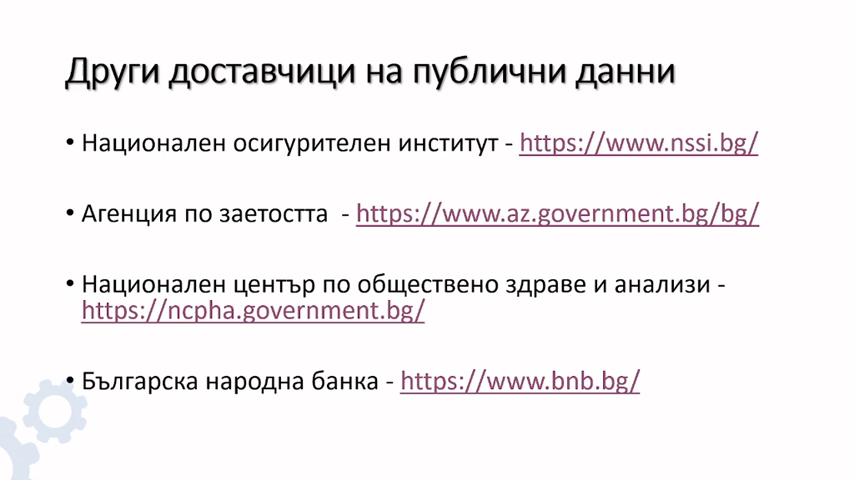 Други доставчици на публични данни
• Национален осигурителен институт - https://www.nssi.bg/
• Агенция по заетостта - https://www.az.government.bg/bg/
• Национален център по обществено здраве и анализи -
https://ncpha.government.bg/
• Българска народна банка - https://www.bnb.bg/